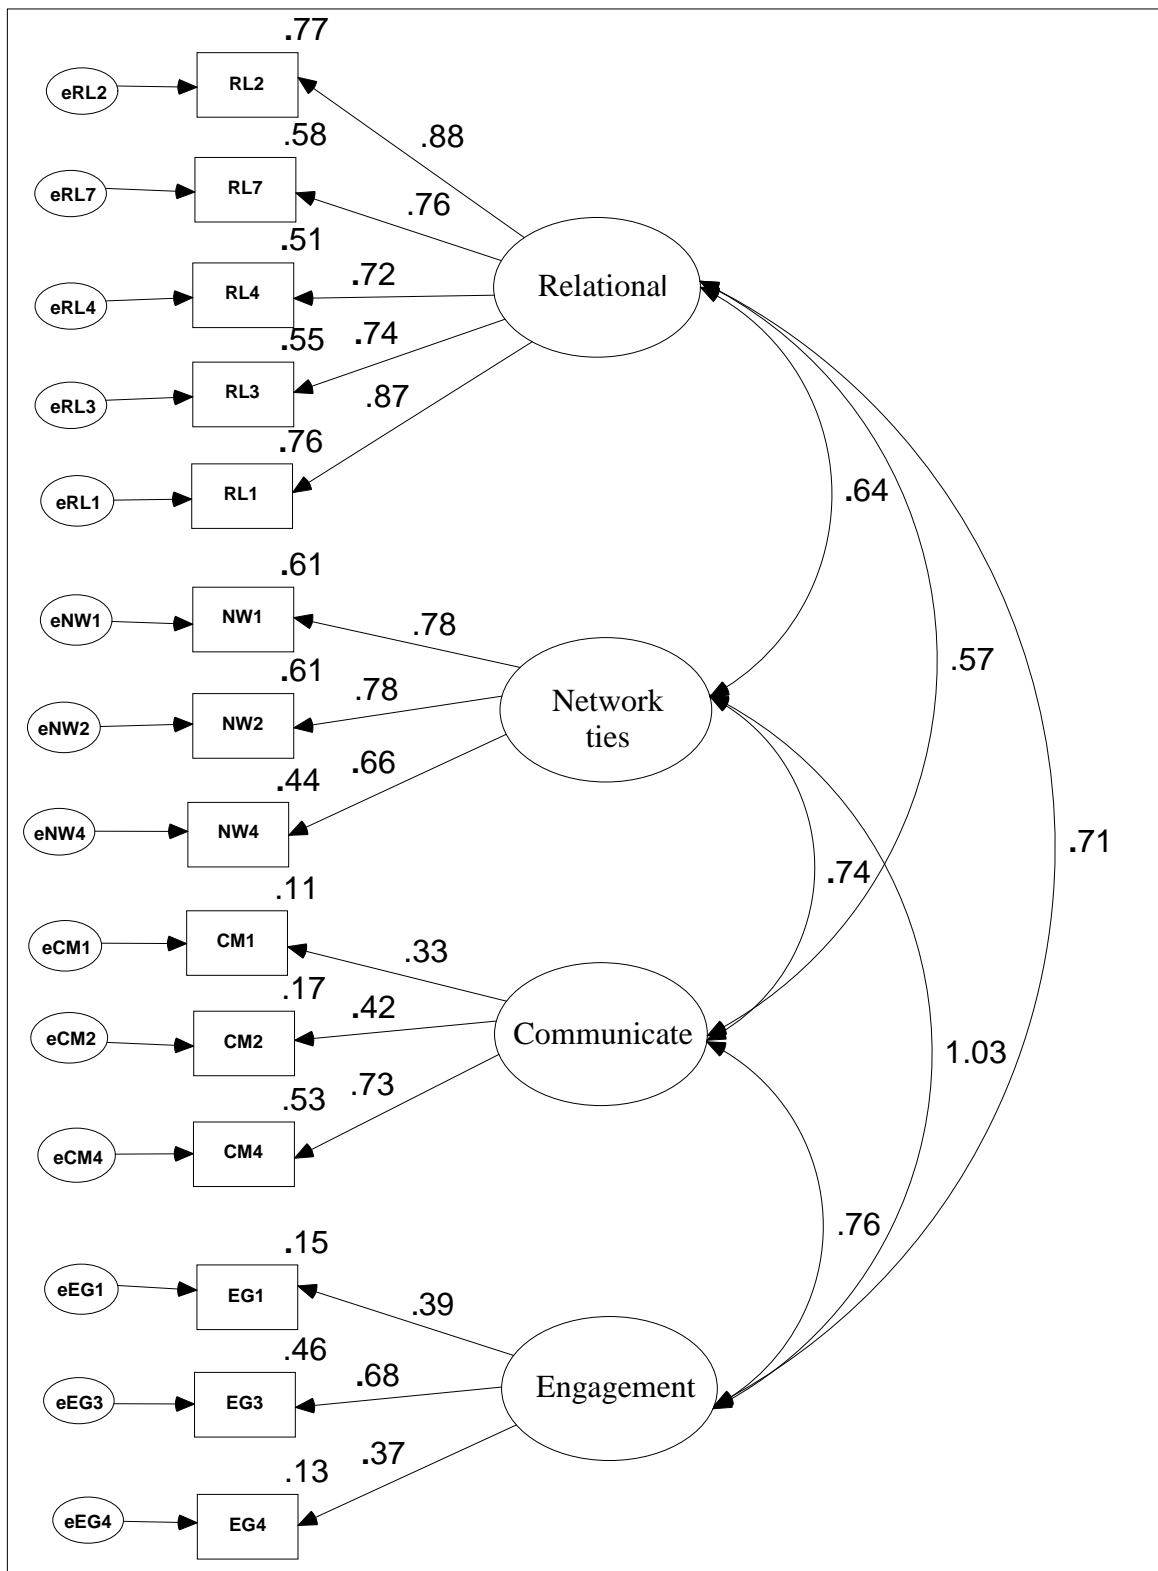 .77
eRL2 RL2
.88
.58
eRL7 RL7
.76
.51
eRL4 RL4
.72
Relational
.55
.74
eRL3 RL3
.87
.76
eRL1 RL1
.64
.61
eNW1 NW1
.78
.57
.61
eNW2 NW2
.78
Network
ties
.66
.44
eNW4 NW4
.71
.74
.11
eCM1 CM1
.33
.17
.42
eCM2 CM2
Communicate
1.03
.73
.53
eCM4 CM4
.76
.15
eEG1 EG1
.39
.46
.68
eEG3 EG3
Engagement
.37
.13
eEG4 EG4